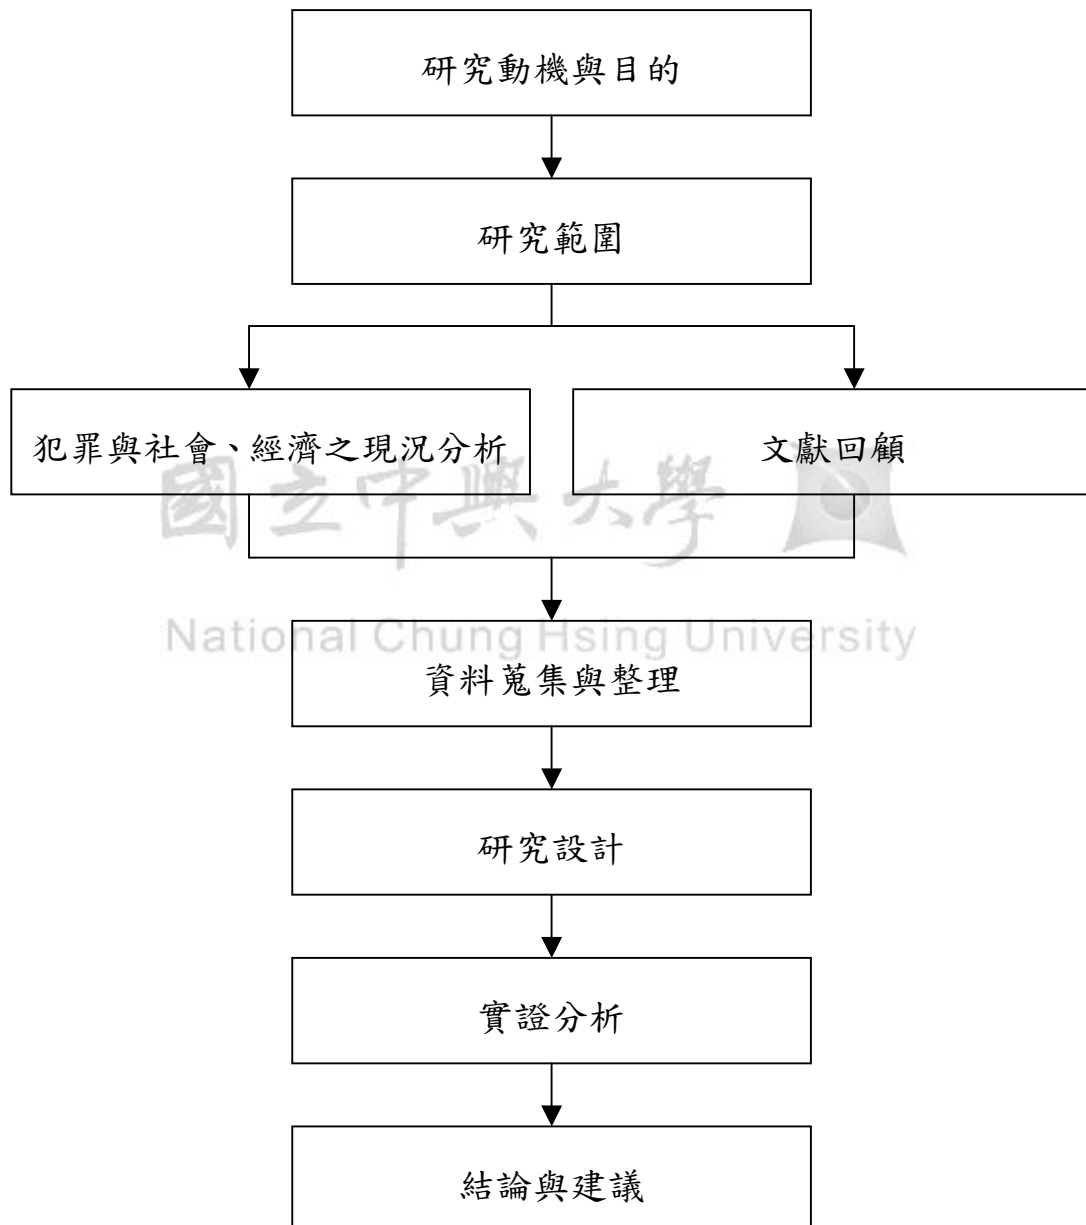 研究動機與目的
研究範圍
犯罪與社會、經濟之現況分析
文獻回顧
國立中興大學
National Chung Hsing University
資料蒐集與整理
研究設計
實證分析
結論與建議